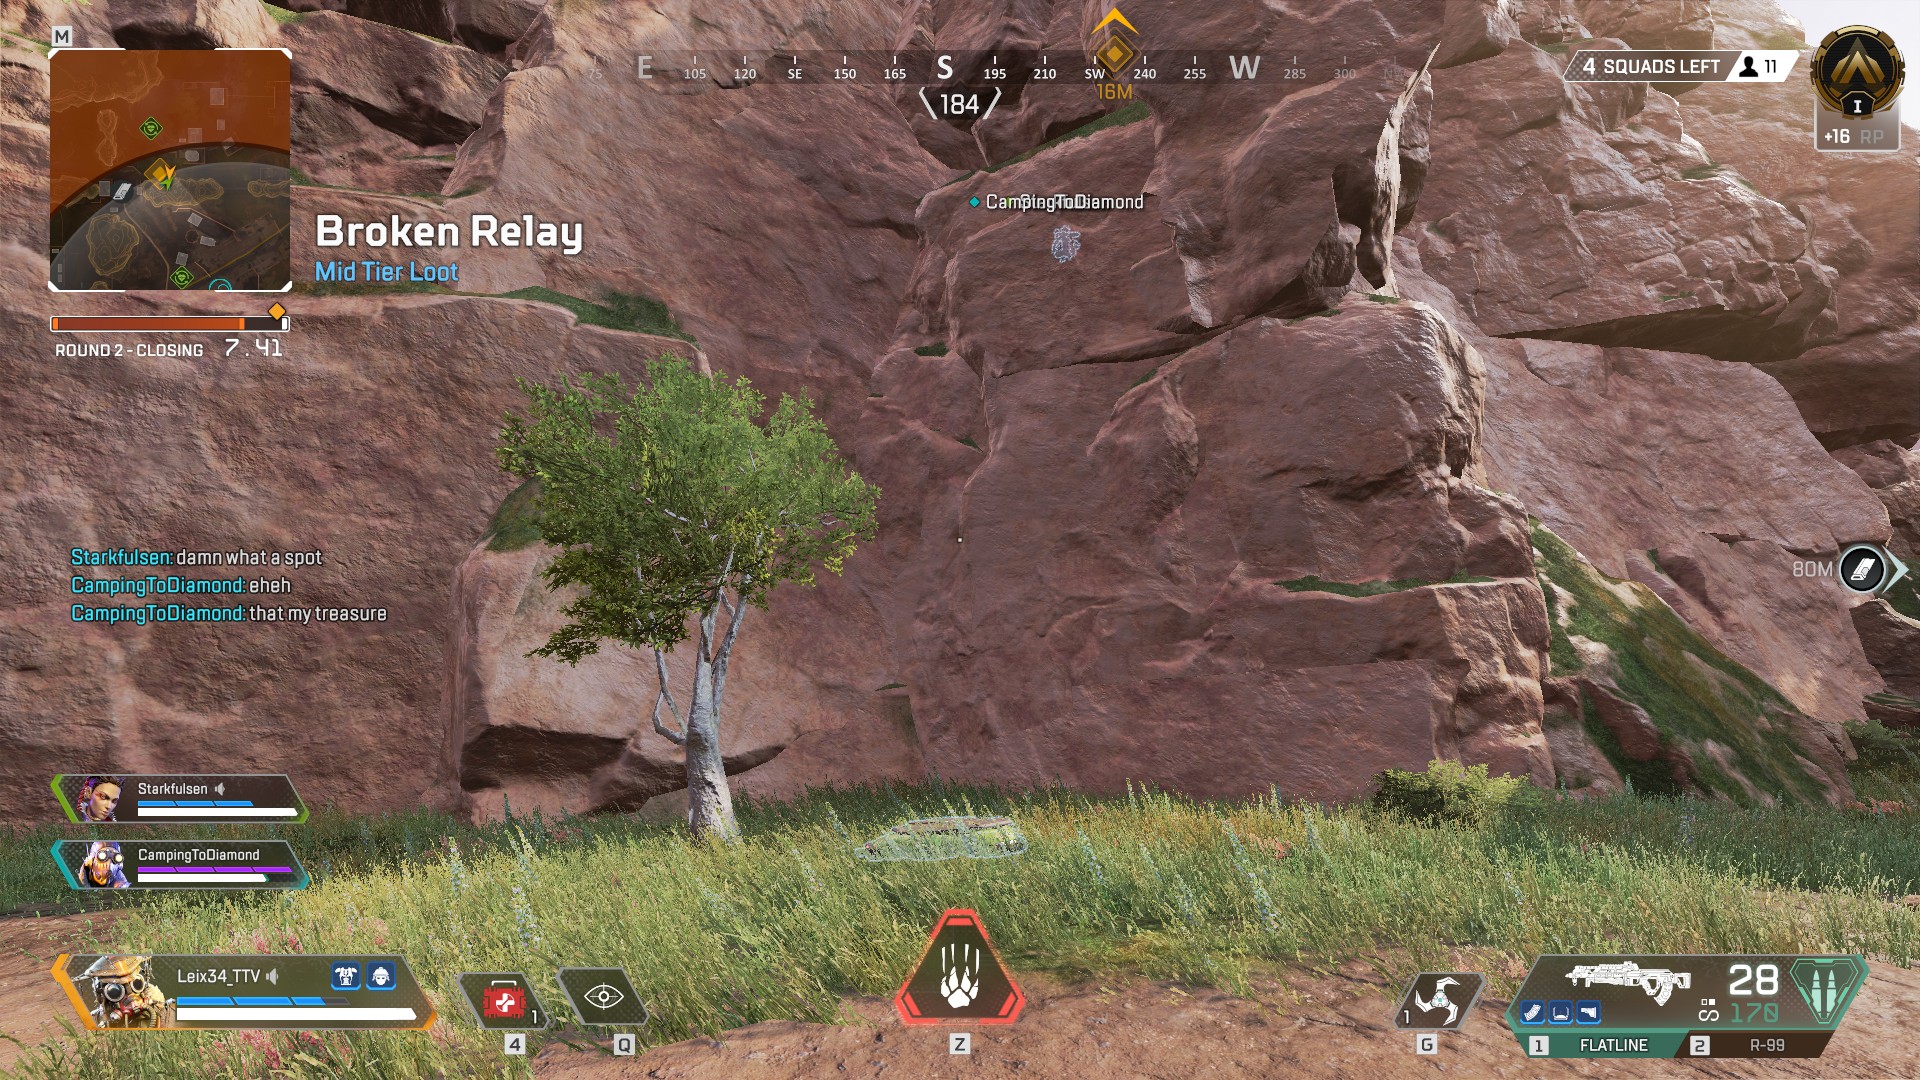 M
75 E 105 120 SE 150 165 S 195 210 SW 240 255 W 285 300
16M
184
4 SQUADS LEFT 11
I
+16 RP
CampingToDiamond
Broken Relay
Mid Tier Loot
ROUND 2 - CLOSING 7.41
80M
Starkfulsen: damn what a spot
CampingToDiamond: eheh
CampingToDiamond: that my treasure
Starkfulsen
CampingToDiamond
Leix34_TTV
1
4
Q
Z
1
G
28
170
1 FLATLINE
2 R-99